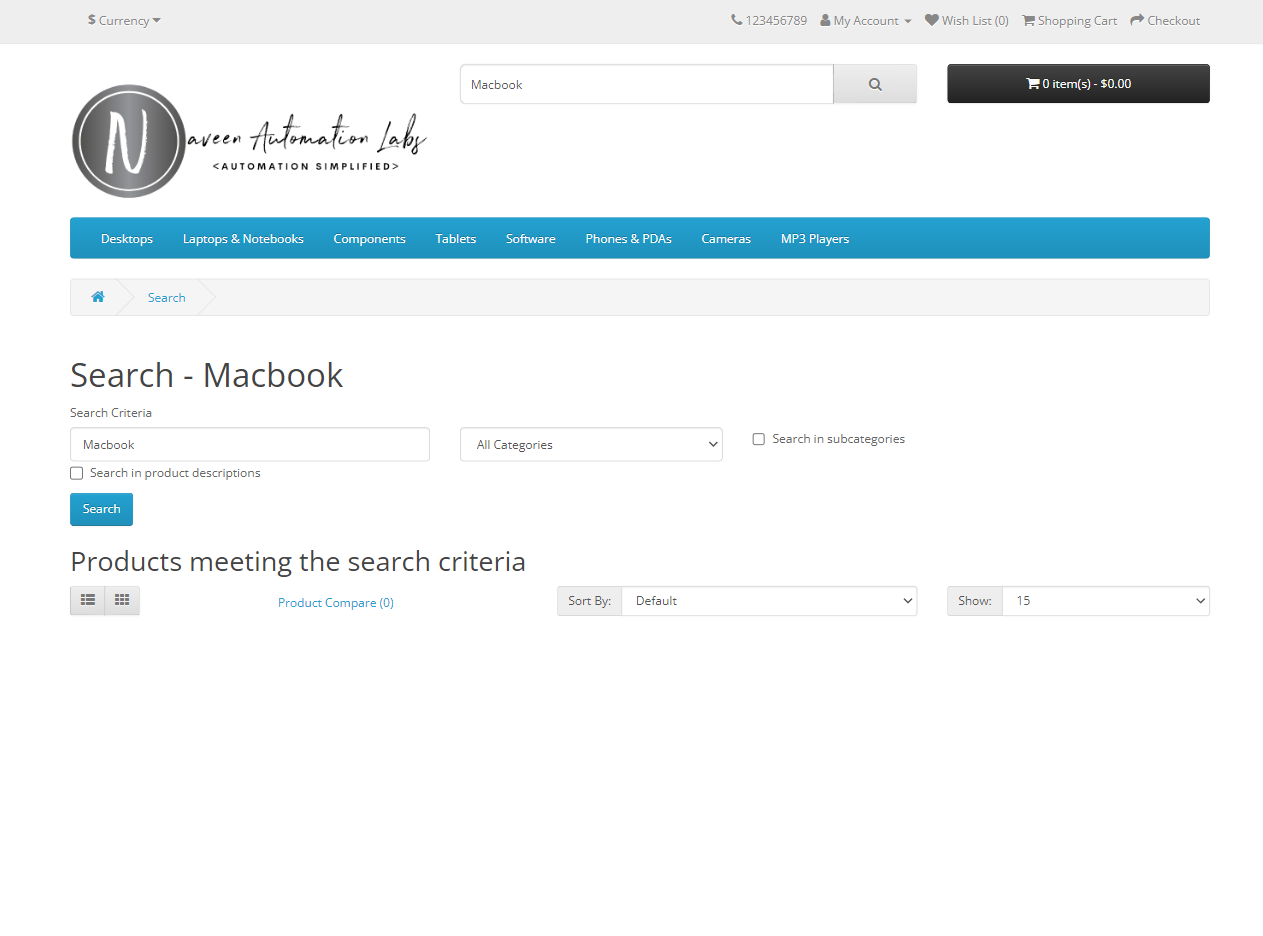 $ Currency
123456789 My Account Wish List (0) Shopping Cart Checkout
Macbook
0 item(s) - $0.00
N
aveen Automation Labs
<AUTOMATION SIMPLIFIED>
Desktops Laptops & Notebooks Components Tablets Software Phones & PDAs Cameras MP3 Players
Search
Search - Macbook
Search Criteria
Macbook All Categories Search in subcategories
Search in product descriptions
Search
Products meeting the search criteria
Product Compare (0) Sort By: Default Show: 15